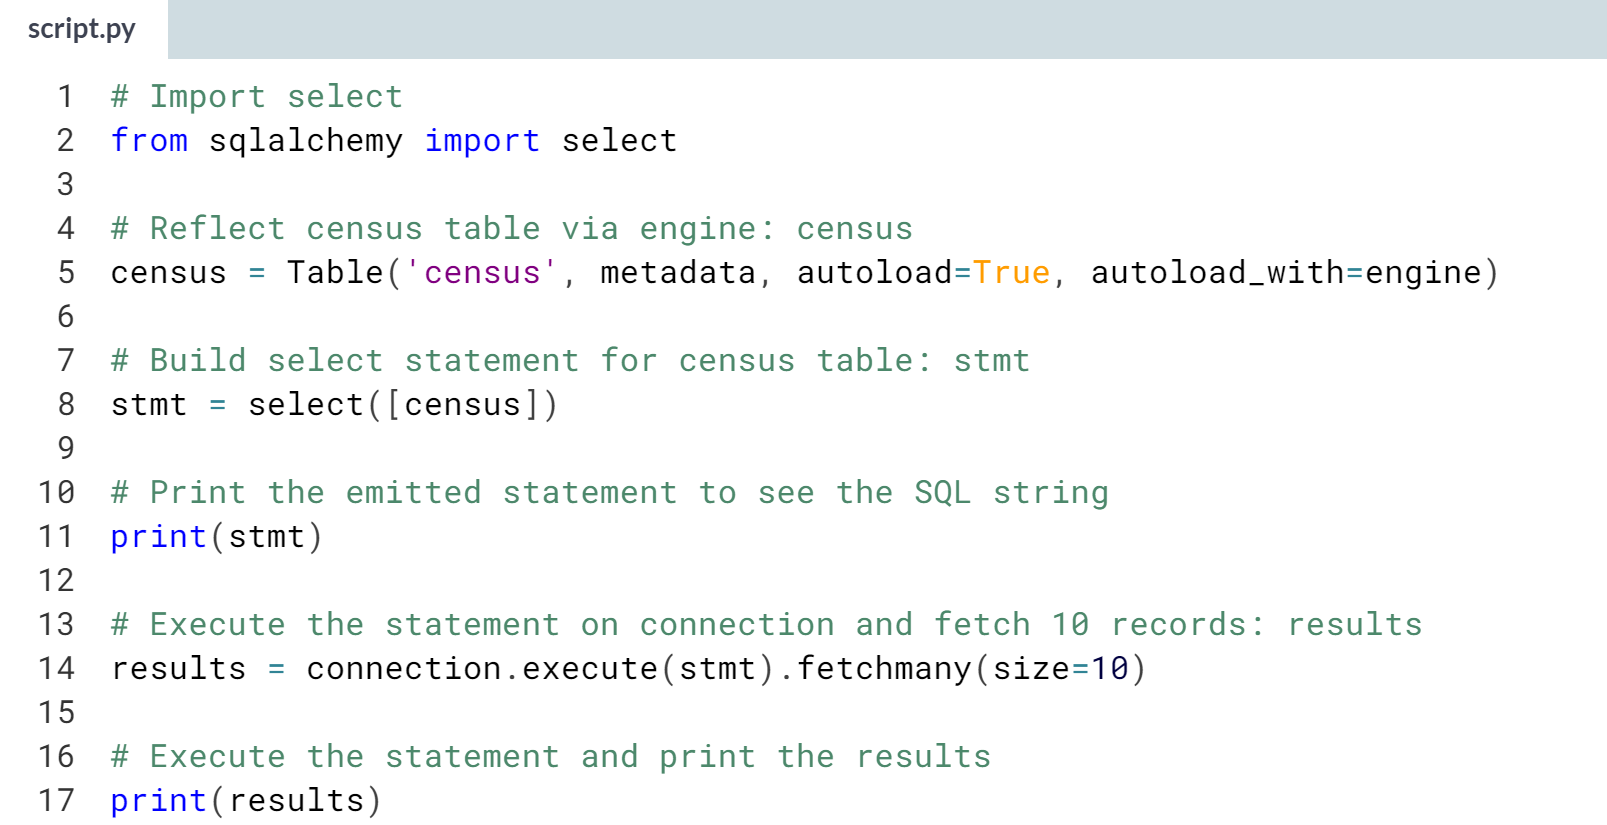 script.py
1 # Import select
2 from sqlalchemy import select
3
4 # Reflect census table via engine: census
5 census = Table('census', metadata, autoload=True, autoload_with=engine)
6
7 # Build select statement for census table: stmt
8 stmt = select([census])
9
10 # Print the emitted statement to see the SQL string
11 print(stmt)
12
13 # Execute the statement on connection and fetch 10 records: results
14 results = connection.execute(stmt).fetchmany(size=10)
15
16 # Execute the statement and print the results
17 print(results)